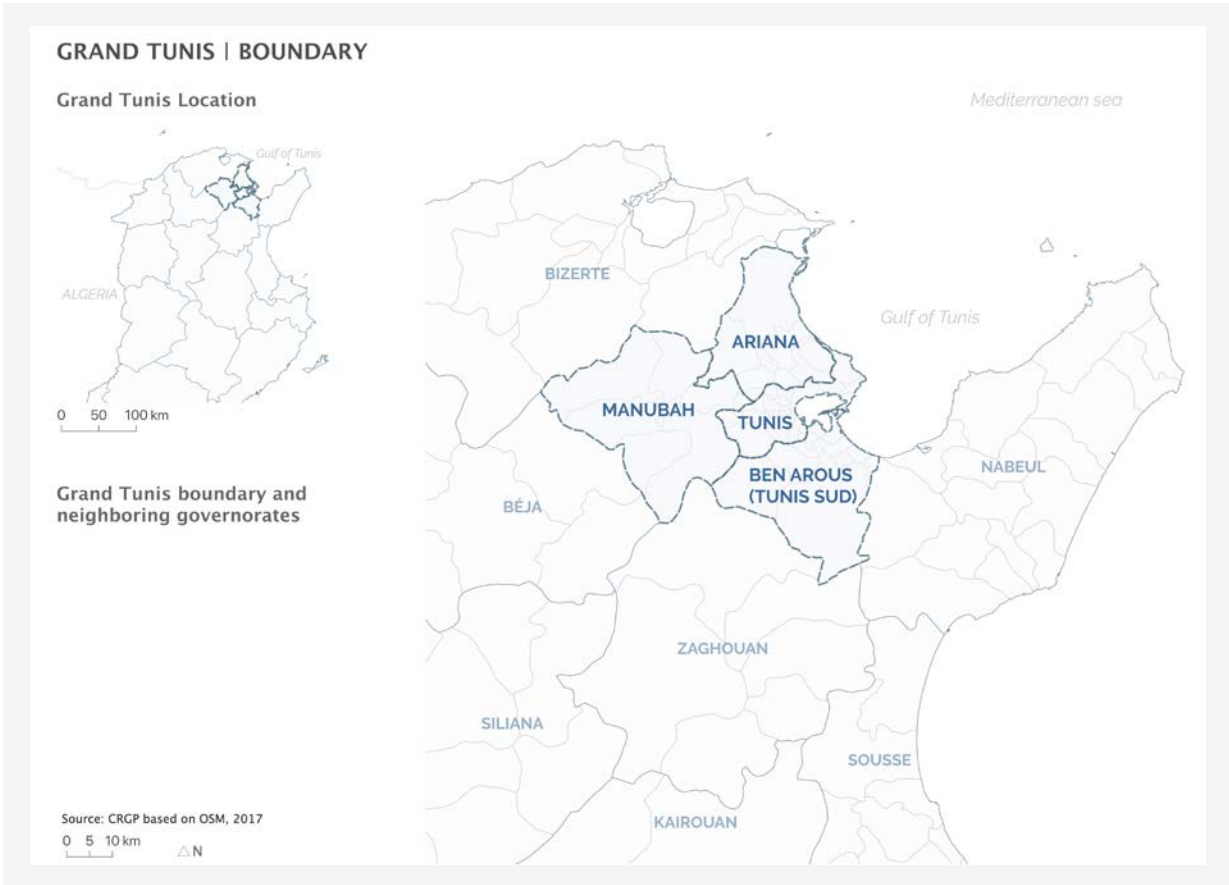 GRAND TUNIS | BOUNDARY
Grand Tunis Location
Mediterranean sea
Gulf of Tunis
ALGERIA
0 50 100 km
Grand Tunis boundary and
neighboring governorates
BIZERTE
Gulf of Tunis
ARIANA
MANUBAH
TUNIS
NABEUL
BEN AROUS
(TUNIS SUD)
BÉJA
ZAGHOUAN
SILIANA
SOUSSE
KAIROUAN
Source: CRGP based on OSM, 2017
0 5 10 km
N